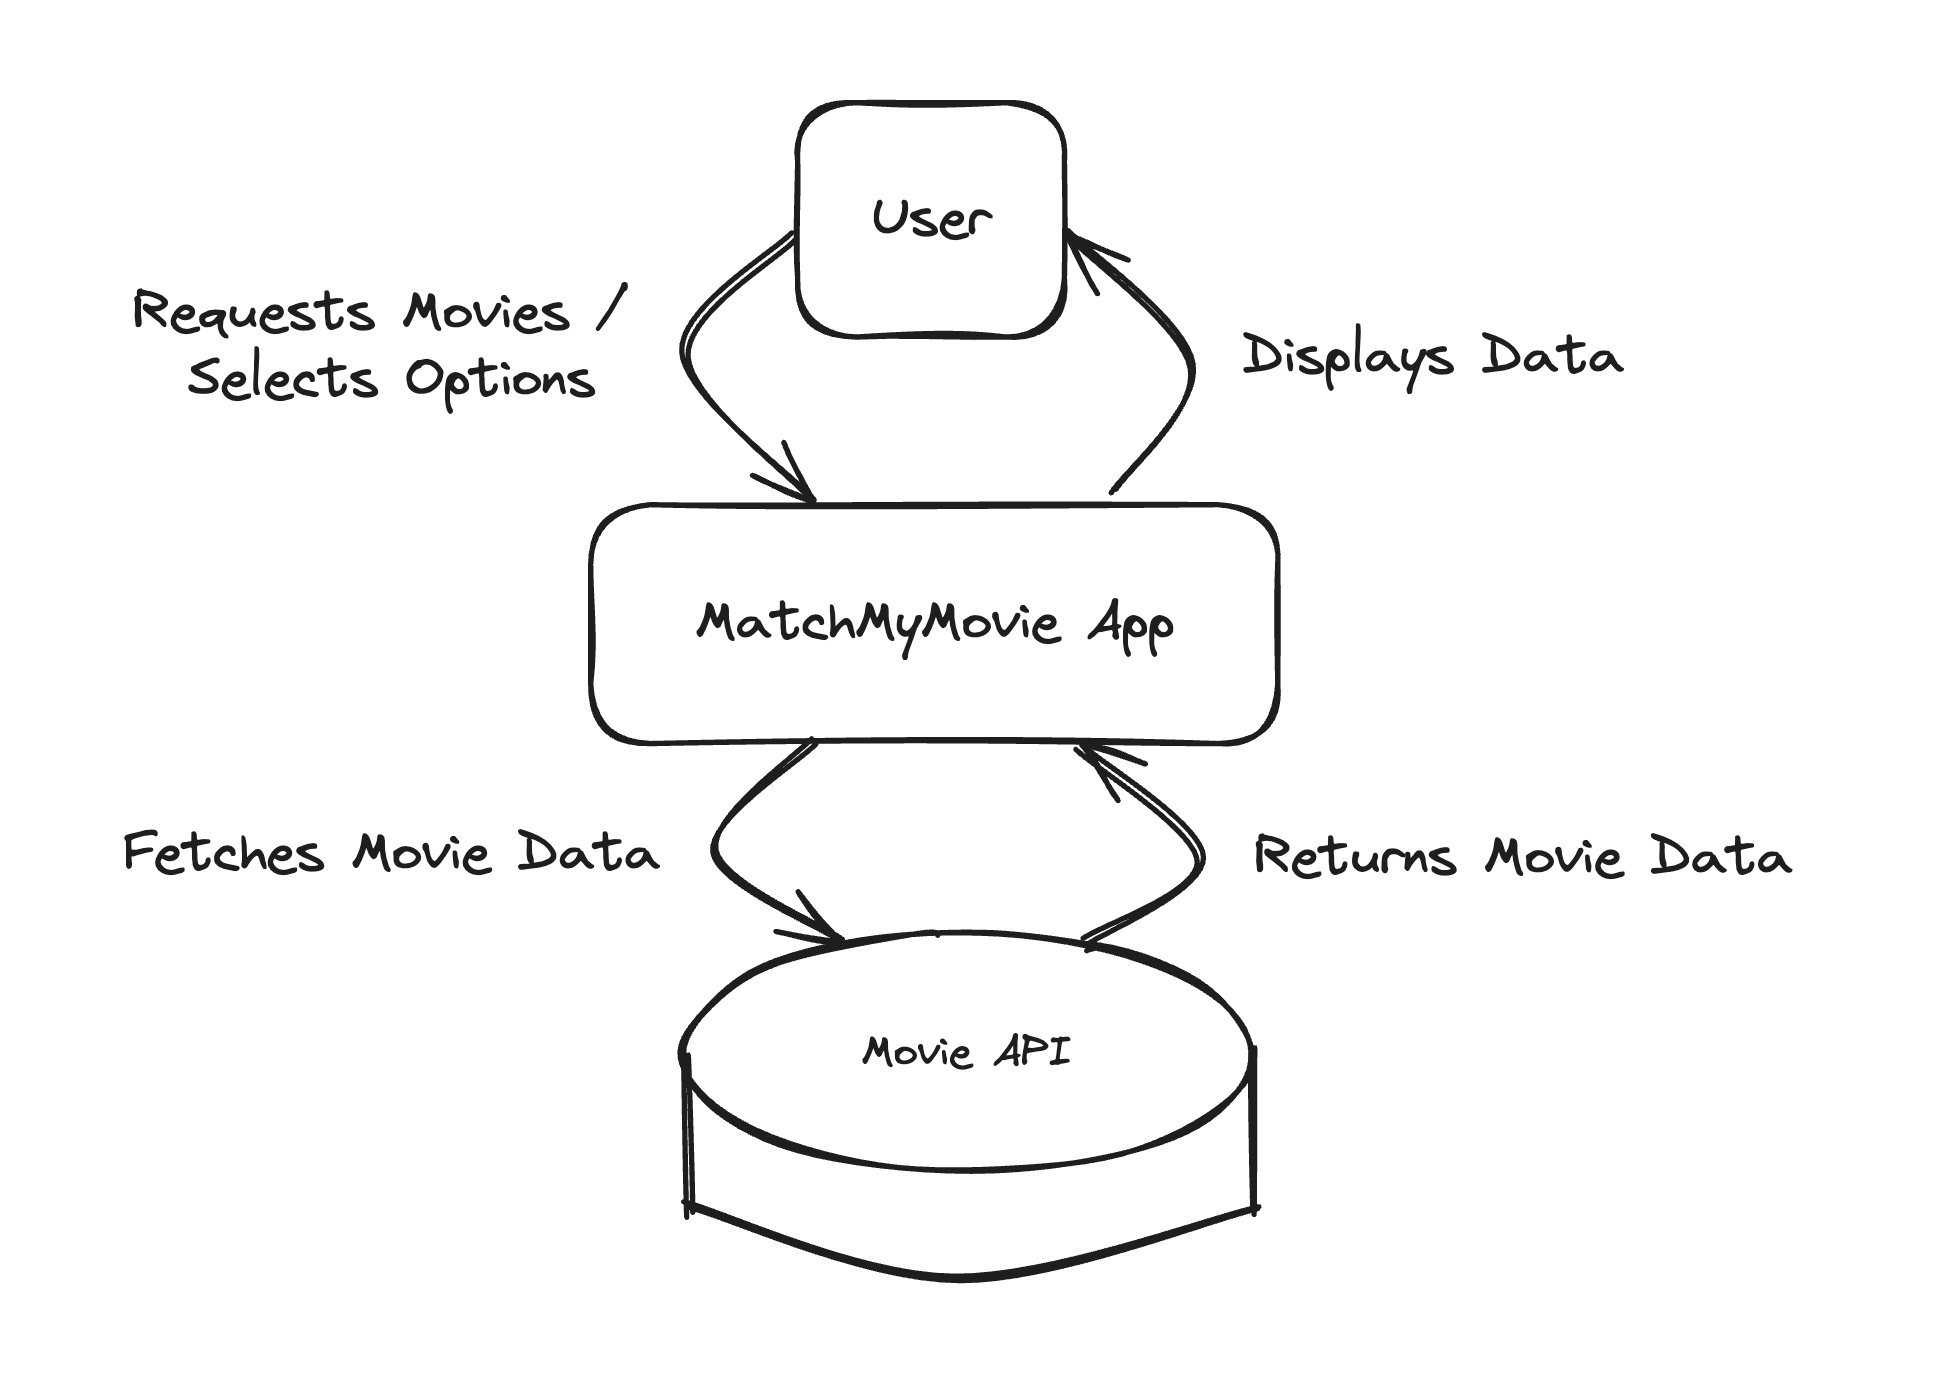 User
Requests Movies /
Selects Options
Displays Data
MatchMyMovie App
Fetches Movie Data
Returns Movie Data
Movie API